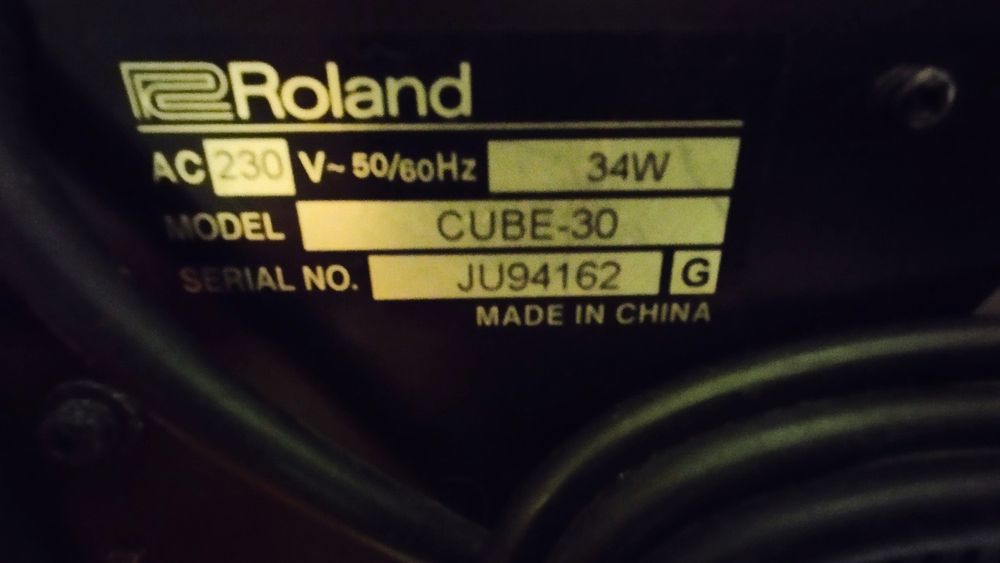 Roland
AC 230 V~ 50/60Hz 34W
MODEL CUBE-30
SERIAL NO. JU94162 G
MADE IN CHINA